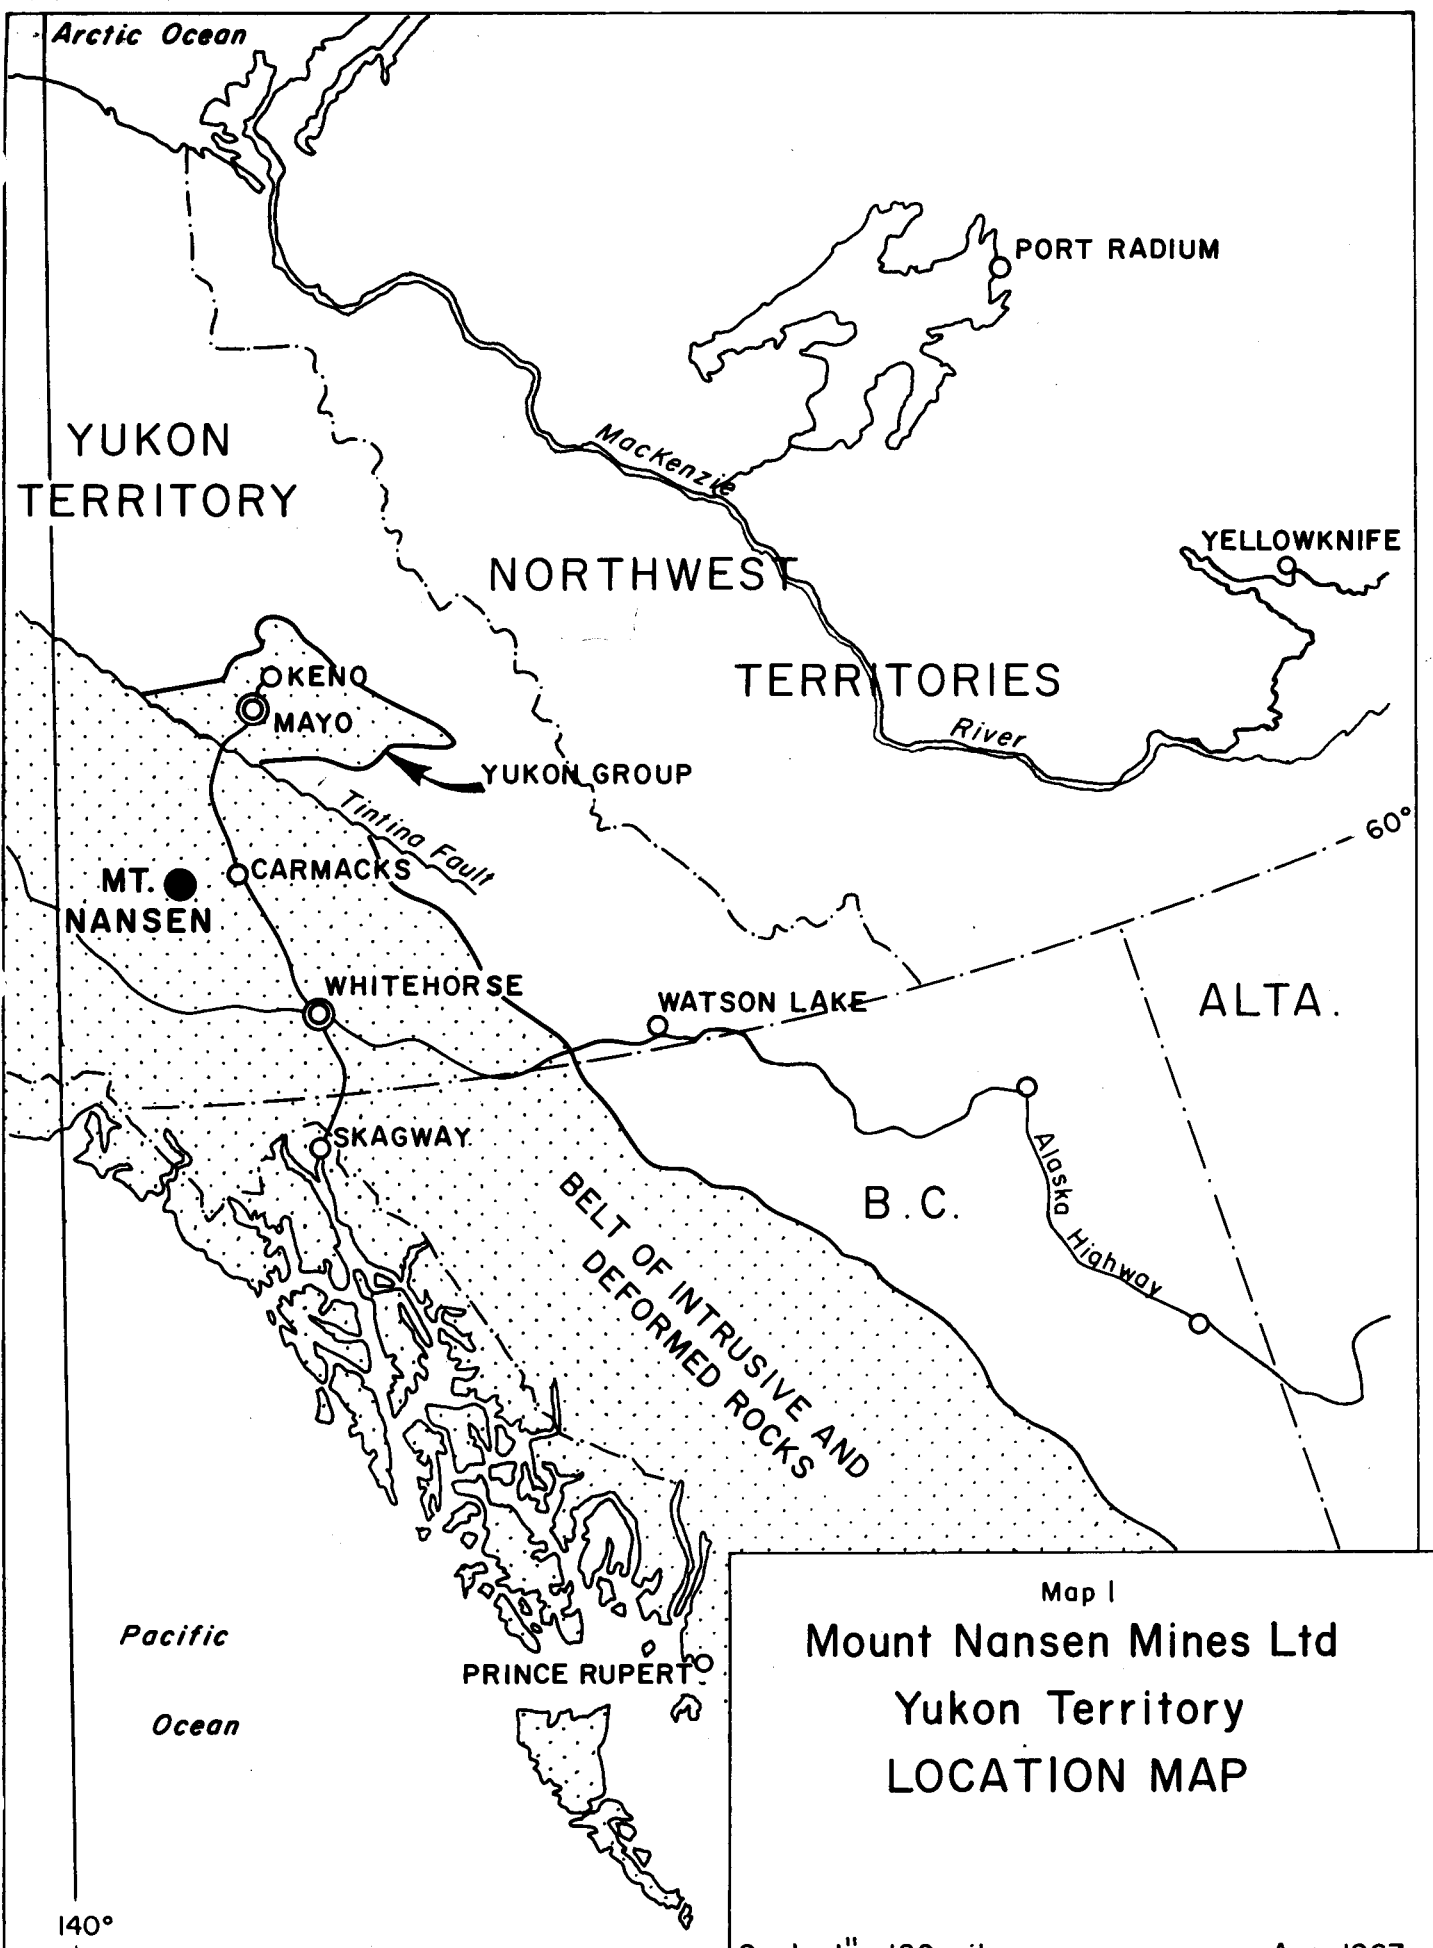 Arctic Ocean
PORT RADIUM
YUKON
TERRITORY
MacKenzie
River
YELLOWKNIFE
NORTHWEST
TERRITORIES
KENO
MAYO
YUKON GROUP
Tintina Fault
60°
CARMACKS
MT.
NANSEN
WHITEHORSE
WATSON LAKE
ALTA.
SKAGWAY
B.C.
Alaska
Highway
BELT OF INTRUSIVE AND
DEFORMED ROCKS
Pacific
Ocean
PRINCE RUPERT
140°
Map 1
Mount Nansen Mines Ltd
Yukon Territory
LOCATION MAP